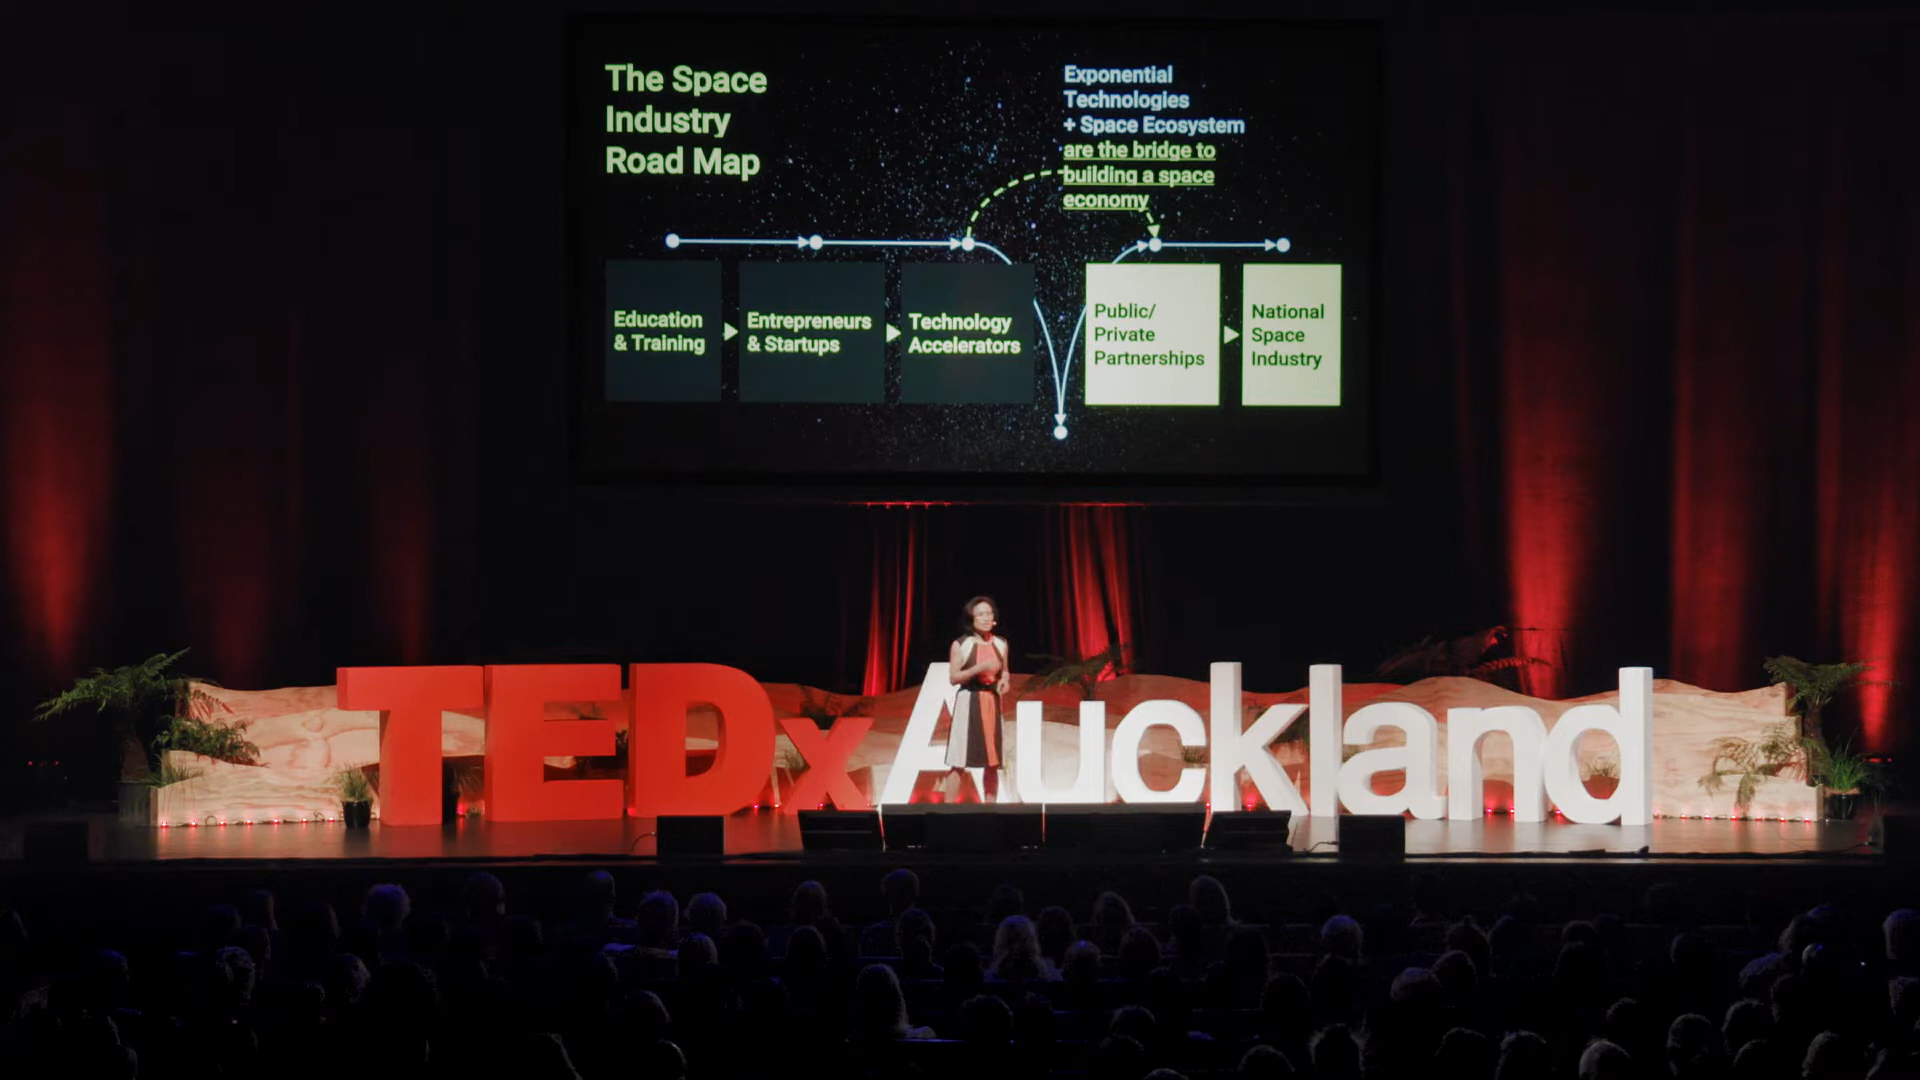 The Space
Industry
Road Map
Exponential
Technologies
+ Space Ecosystem
are the bridge to
building a space
economy
Education
& Training
Entrepreneurs
& Startups
Technology
Accelerators
Public/
Private
Partnerships
National
Space
Industry
TEDxAuckland